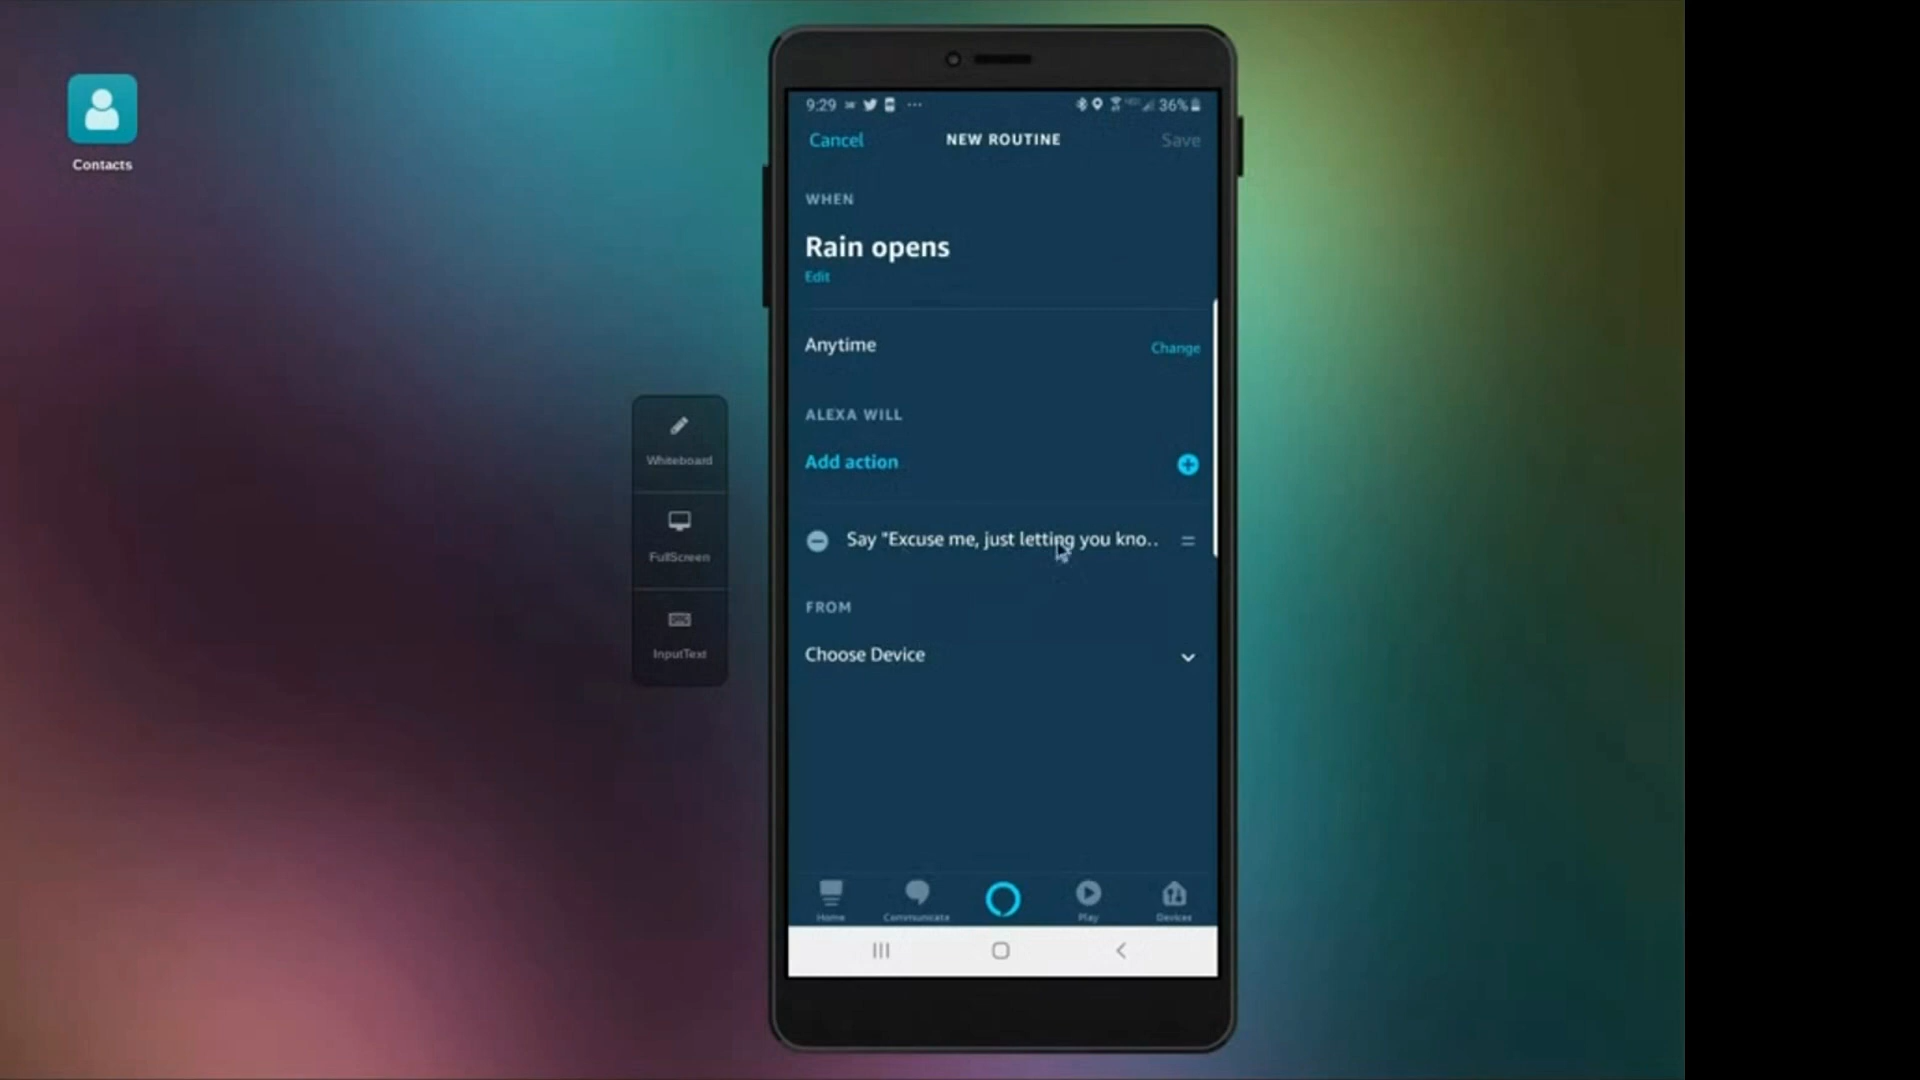 Contacts
Whiteboard
FullScreen
InputText
9:29 ··· 36%
Cancel NEW ROUTINE Save
WHEN
Rain opens
Edit
Anytime Change
ALEXA WILL
Add action
Say "Excuse me, just letting you kno..
FROM
Choose Device
Home Communicate Play Devices